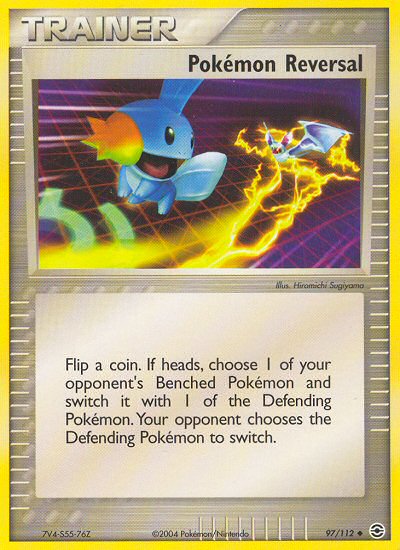 TRAINER
Pokémon Reversal
Illus. Hiromichi Sugiyama
Flip a coin. If heads, choose 1 of your
opponent's Benched Pokémon and
switch it with 1 of the Defending
Pokémon. Your opponent chooses the
Defending Pokémon to switch.
7V4-S55-76Z
©2004 Pokémon/Nintendo
97/112